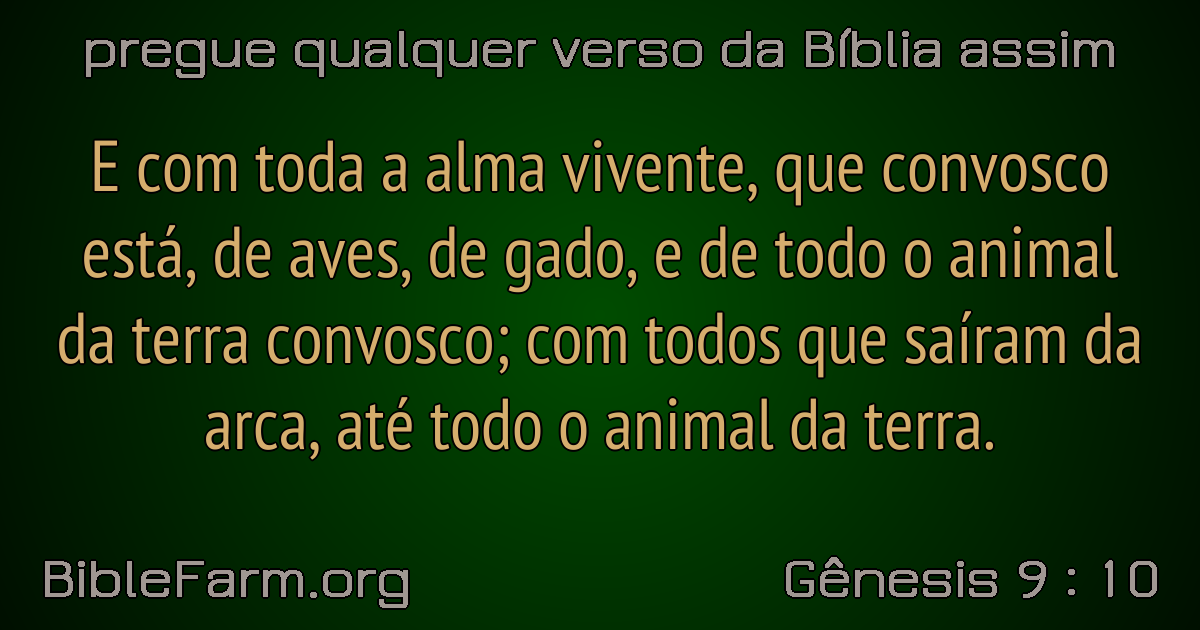 pregue qualquer verso da Bíblia assim
E com toda a alma vivente, que convosco
está, de aves, de gado, e de todo o animal
da terra convosco; com todos que saíram da
arca, até todo o animal da terra.
BibleFarm.org
Gênesis 9 : 10